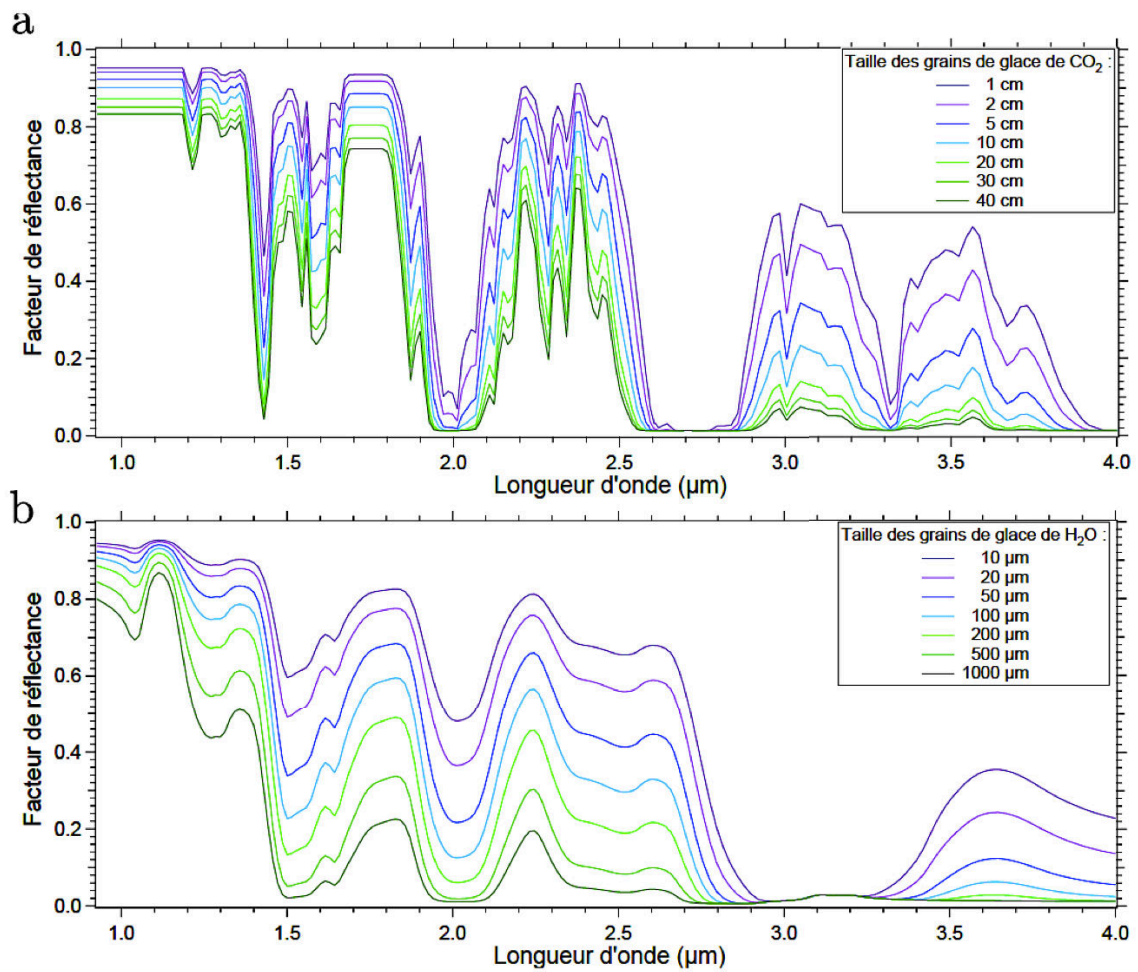 a
Facteur de réflectance
1.0
0.8
0.6
0.4
0.2
0.0
Taille des grains de glace de CO2 :
1 cm
2 cm
5 cm
10 cm
20 cm
30 cm
40 cm
1.0 1.5 2.0 2.5 3.0 3.5 4.0
Longueur d'onde (µm)
b
Facteur de réflectance
1.0
0.8
0.6
0.4
0.2
0.0
Taille des grains de glace de H2O :
10 µm
20 µm
50 µm
100 µm
200 µm
500 µm
1000 µm
1.0 1.5 2.0 2.5 3.0 3.5 4.0
Longueur d'onde (µm)